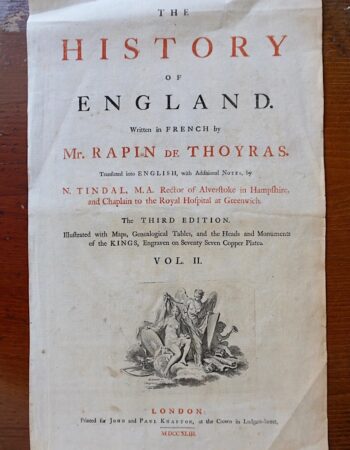 THE
HISTORY
OF
ENGLAND.
Written in FRENCH by
Mr. RAPIN DE THOYRAS.
Translated into ENGLISH, with Additional NOTES, by
N. TINDAL, M.A. Rector of Alverſtoke in Hampſhire,
and Chaplain to the Royal Hoſpital at Greenwich.
The THIRD EDITION.
Illuſtrated with Maps, Genealogical Tables, and the Heads and Monuments
of the KINGS, Engraven on Seventy Seven Copper Plates.
VOL. II.
LONDON:
Printed for JOHN and PAUL KNAPTON, at the Crown in Ludgate-ſtreet,
M.DCC.XLIII.